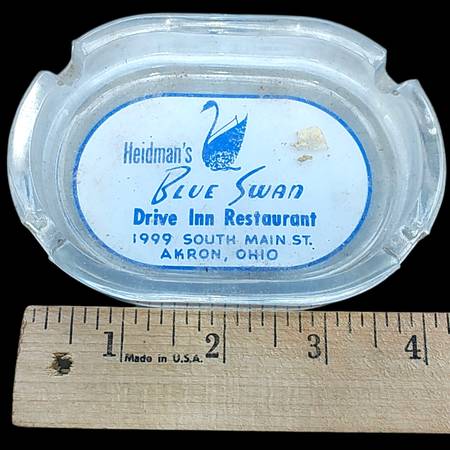 Heidman's
Blue Swan
Drive Inn Restaurant
1999 SOUTH MAIN ST.
AKRON, OHIO
1 2 3 4
Made in U.S.A.